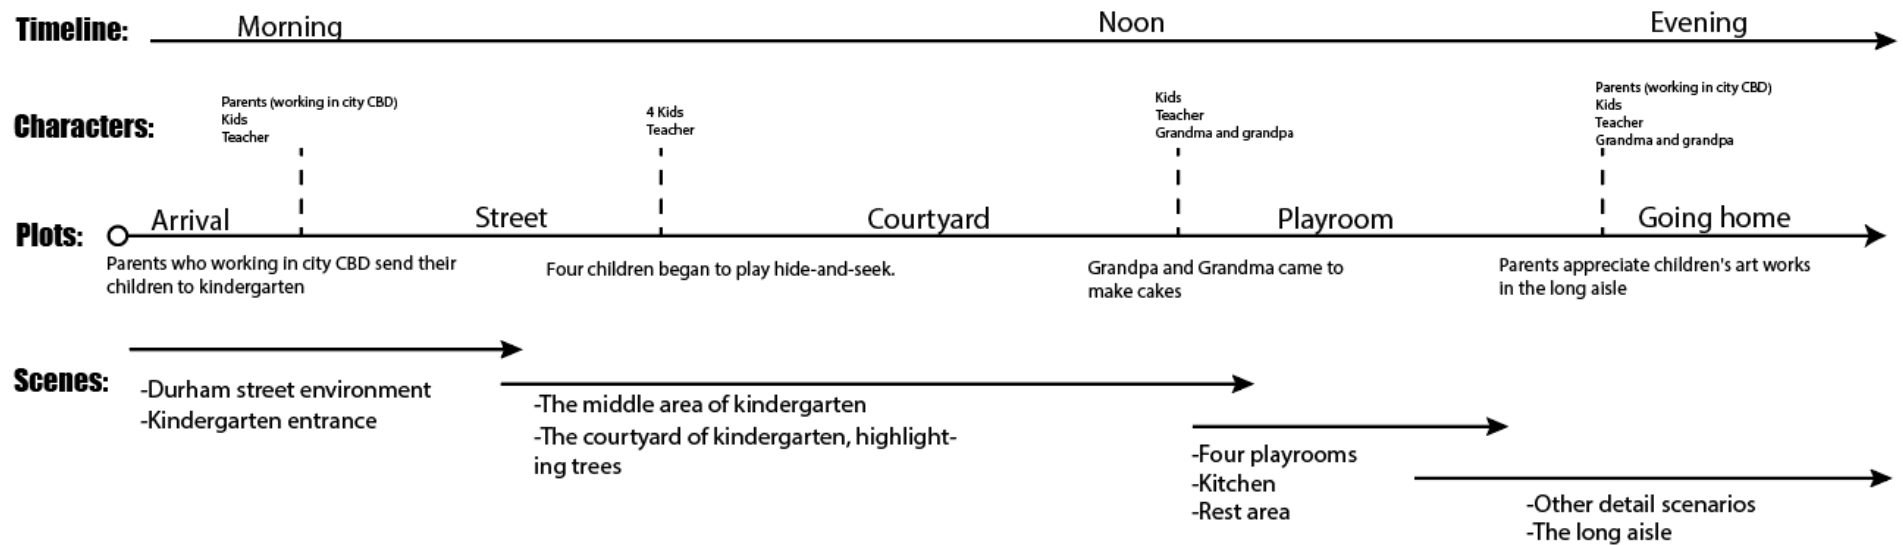 Timeline:
Morning
Noon
Evening
Characters:
Parents (working in city CBD)
Kids
Teacher
4 Kids
Teacher
Kids
Teacher
Grandma and grandpa
Parents (working in city CBD)
Kids
Teacher
Grandma and grandpa
Plots:
Arrival
Street
Courtyard
Playroom
Going home
Parents who working in city CBD send their
children to kindergarten
Four children began to play hide-and-seek.
Grandpa and Grandma came to
make cakes
Parents appreciate children's art works
in the long aisle
Scenes:
-Durham street environment
-Kindergarten entrance
-The middle area of kindergarten
-The courtyard of kindergarten, highlight-
ing trees
-Four playrooms
-Kitchen
-Rest area
-Other detail scenarios
-The long aisle